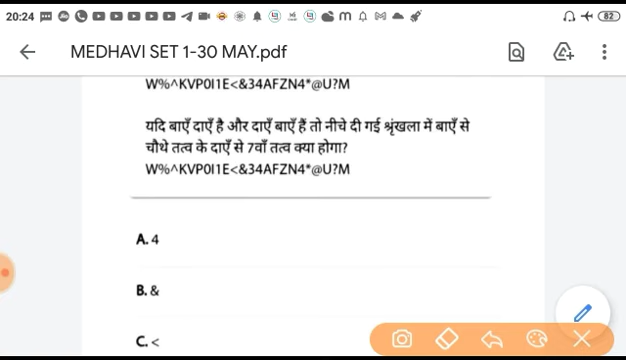 20:24
82
MEDHAVI SET 1-30 MAY.pdf
W%^KVP0I1E<&34AFZN4*@U?M
यदि बाएँ दाएँ है और दाएँ बाएँ हैं तो नीचे दी गई श्रृंखला में बाएँ से
चौथे तत्व के दाएँ से 7वाँ तत्व क्या होगा?
W%^KVP0I1E<&34AFZN4*@U?M
A. 4
B. &
C. <